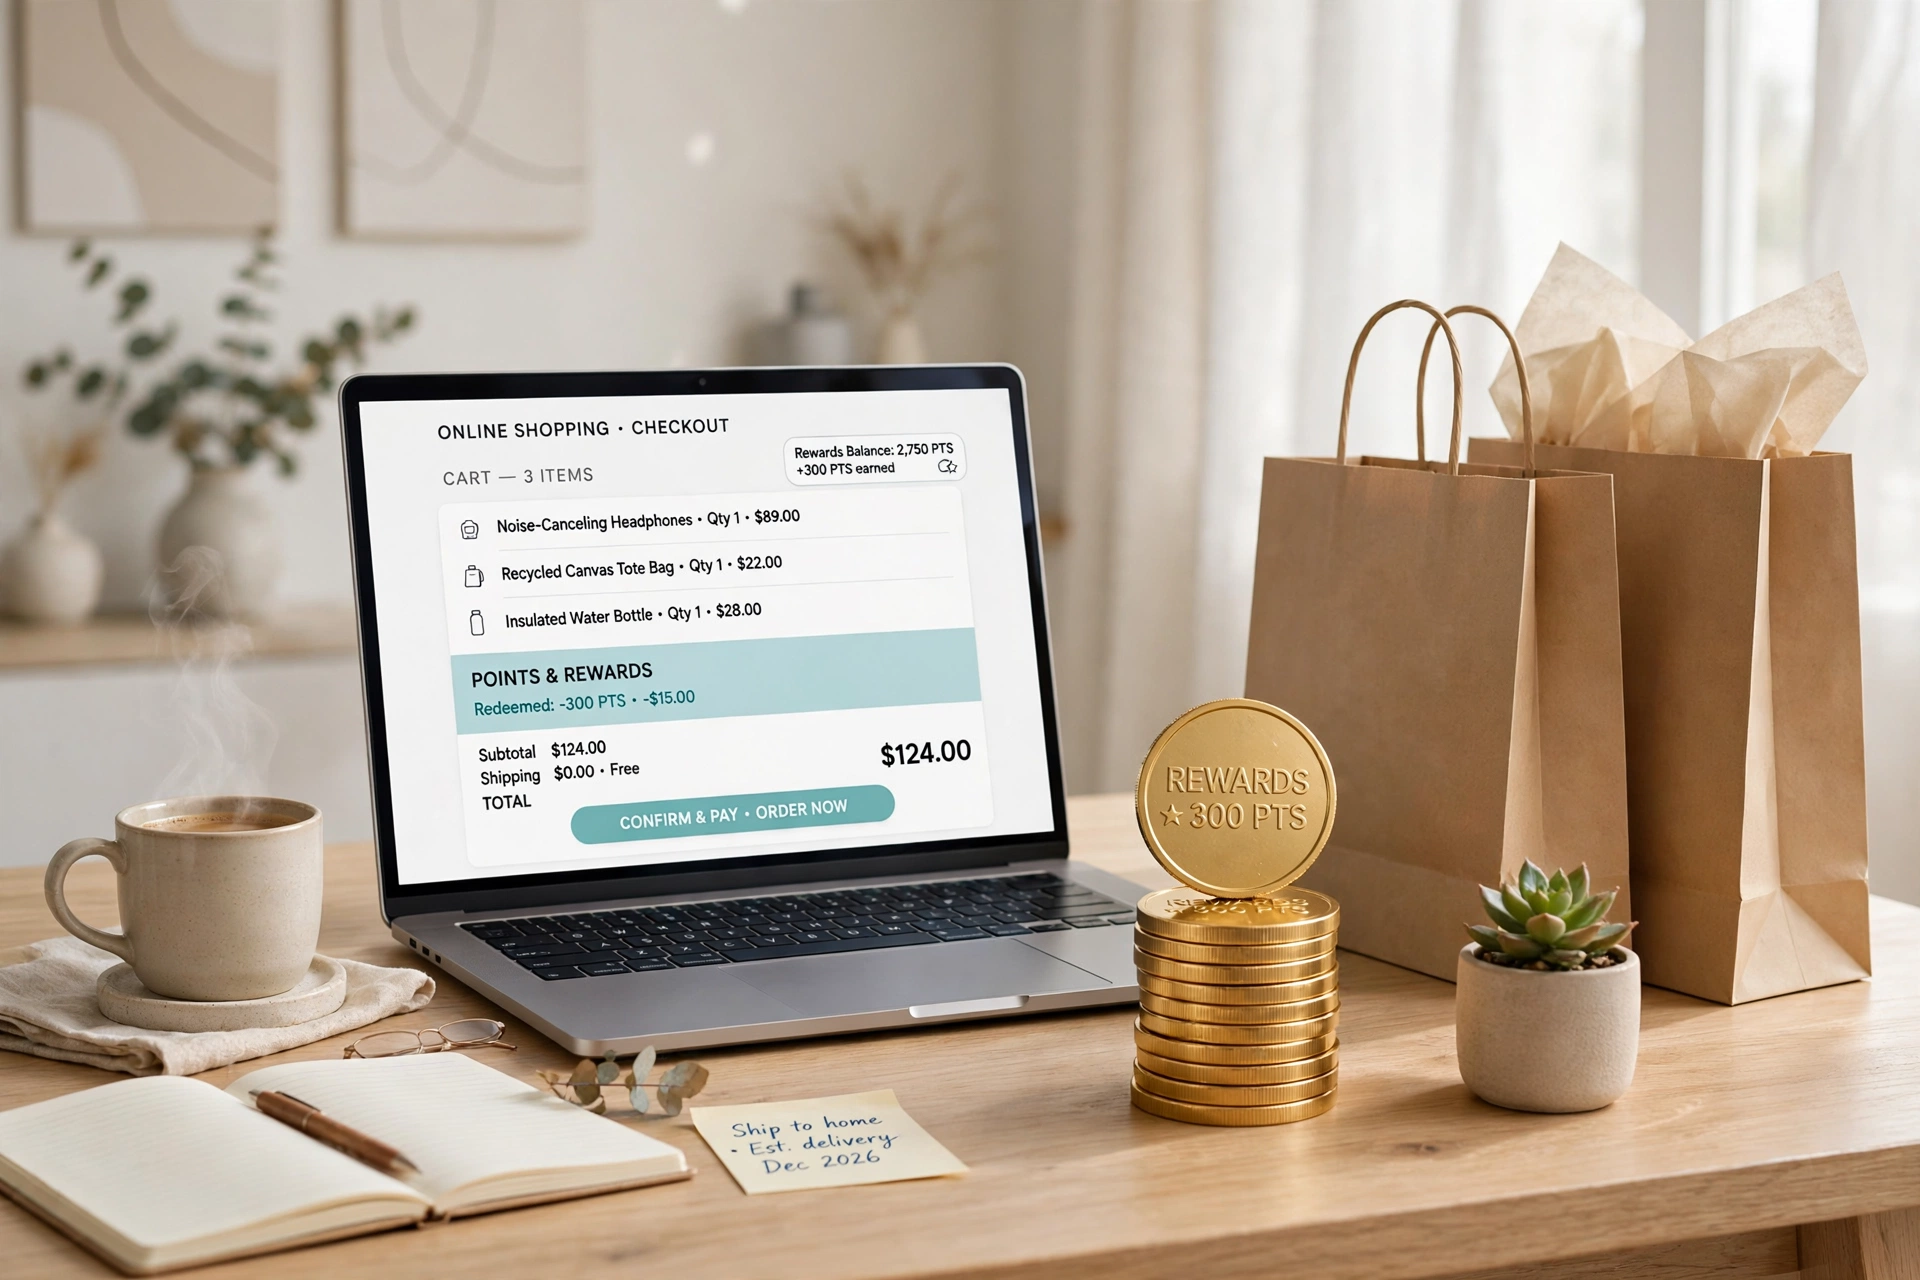 ONLINE SHOPPING • CHECKOUT
Rewards Balance: 2,750 PTS
+300 PTS earned
CART — 3 ITEMS
Noise-Canceling Headphones • Qty 1 • $89.00
Recycled Canvas Tote Bag • Qty 1 • $22.00
Insulated Water Bottle • Qty 1 • $28.00
POINTS & REWARDS
Redeemed: -300 PTS • -$15.00
Subtotal $124.00
Shipping $0.00 • Free
TOTAL
$124.00
CONFIRM & PAY • ORDER NOW
REWARDS
☆ 300 PTS
Ship to home
• Est. delivery
Dec 2026